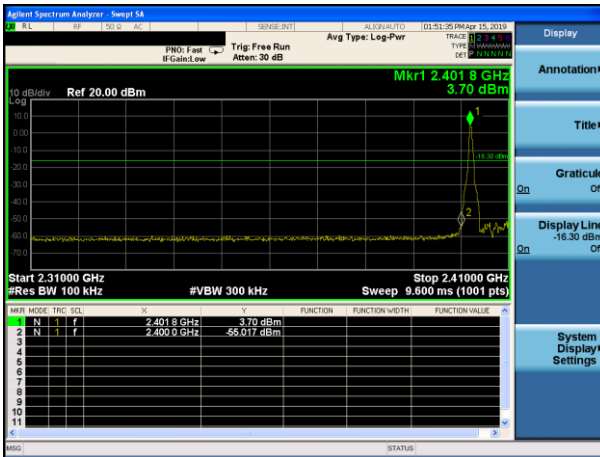 Agilent Spectrum Analyzer - Swept SA
RL RF 50 Ω AC SENSE:INT ALIGNAUTO 01:51:35 PM Apr 15, 2019
Avg Type: Log-Pwr
TRACE 1 2 3 4 5 6
PNO: Fast Trig: Free Run
TYPE M
IFGain:Low Atten: 30 dB
DET P N N N N N
Mkr1 2.401 8 GHz
3.70 dBm
10 dB/div Ref 20.00 dBm
Log
1
10.0
0.00
-10.0
-16.30 dBm
-20.0
-30.0
-40.0
-50.0
2
-60.0
-70.0
Start 2.31000 GHz Stop 2.41000 GHz
#Res BW 100 kHz #VBW 300 kHz Sweep 9.600 ms (1001 pts)
MKR MODE TRC SCL X Y FUNCTION FUNCTION WIDTH FUNCTION VALUE
1 N 1 f 2.401 8 GHz 3.70 dBm
2 N 1 f 2.400 0 GHz -55.017 dBm
3
4
5
6
7
8
9
10
11
MSG STATUS
Display
Annotation
Title
Graticule
On Of
Display Line
-16.30 dBm
On Of
System
Display
Settings